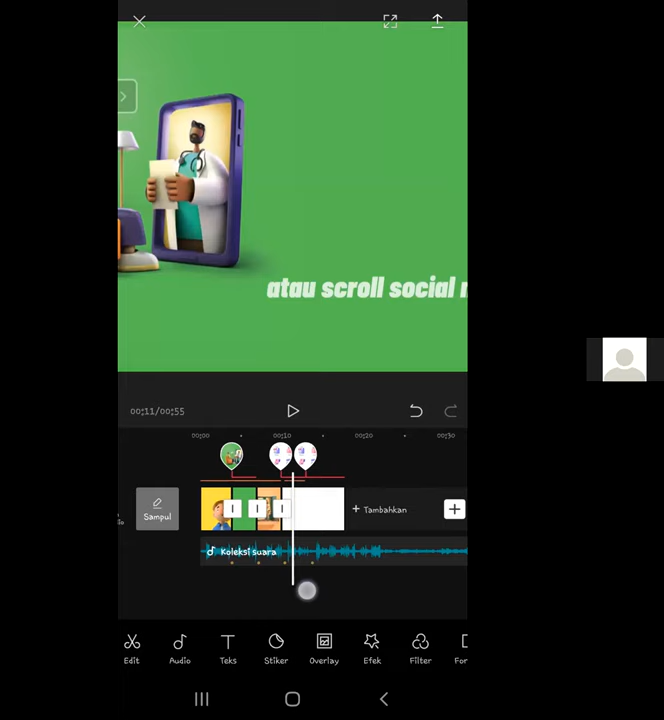 atau scroll social
00:11/00:55
00:00 00:10 00:20 00:30
Sampul
+ Tambahkan
Koleksi suara
Edit Audio Teks Stiker Overlay Efek Filter For